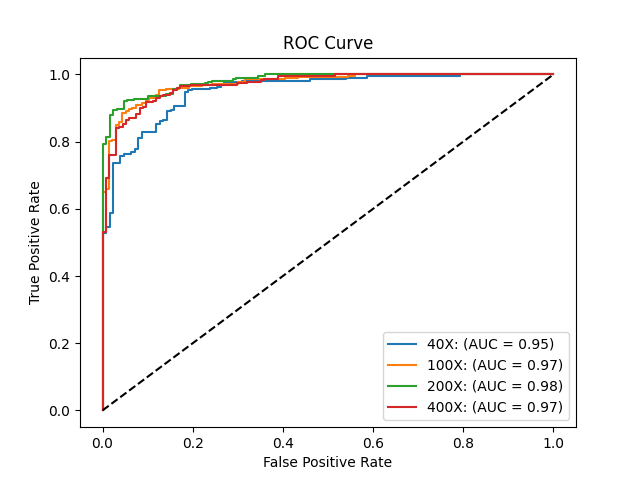 ROC Curve
True Positive Rate
1.0
0.8
0.6
0.4
0.2
0.0
40X: (AUC = 0.95)
100X: (AUC = 0.97)
200X: (AUC = 0.98)
400X: (AUC = 0.97)
0.0 0.2 0.4 0.6 0.8 1.0
False Positive Rate